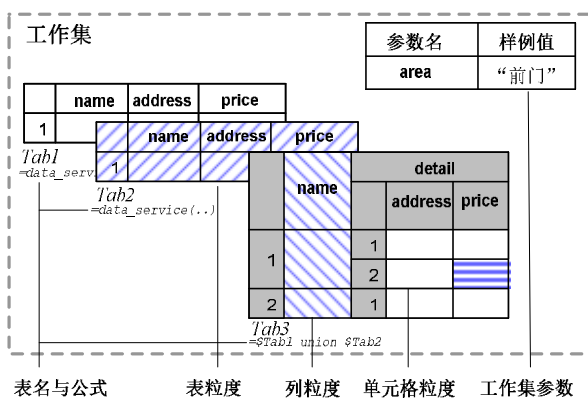 工作集
参数名 样例值
area “前门”
name address price
1
Tab1
=data_serv
name address price
1
Tab2
=data_service(..)
name detail
address price
1 1
2
2 1
Tab3
=$Tab1 union $Tab2
表名与公式 表粒度 列粒度 单元格粒度 工作集参数